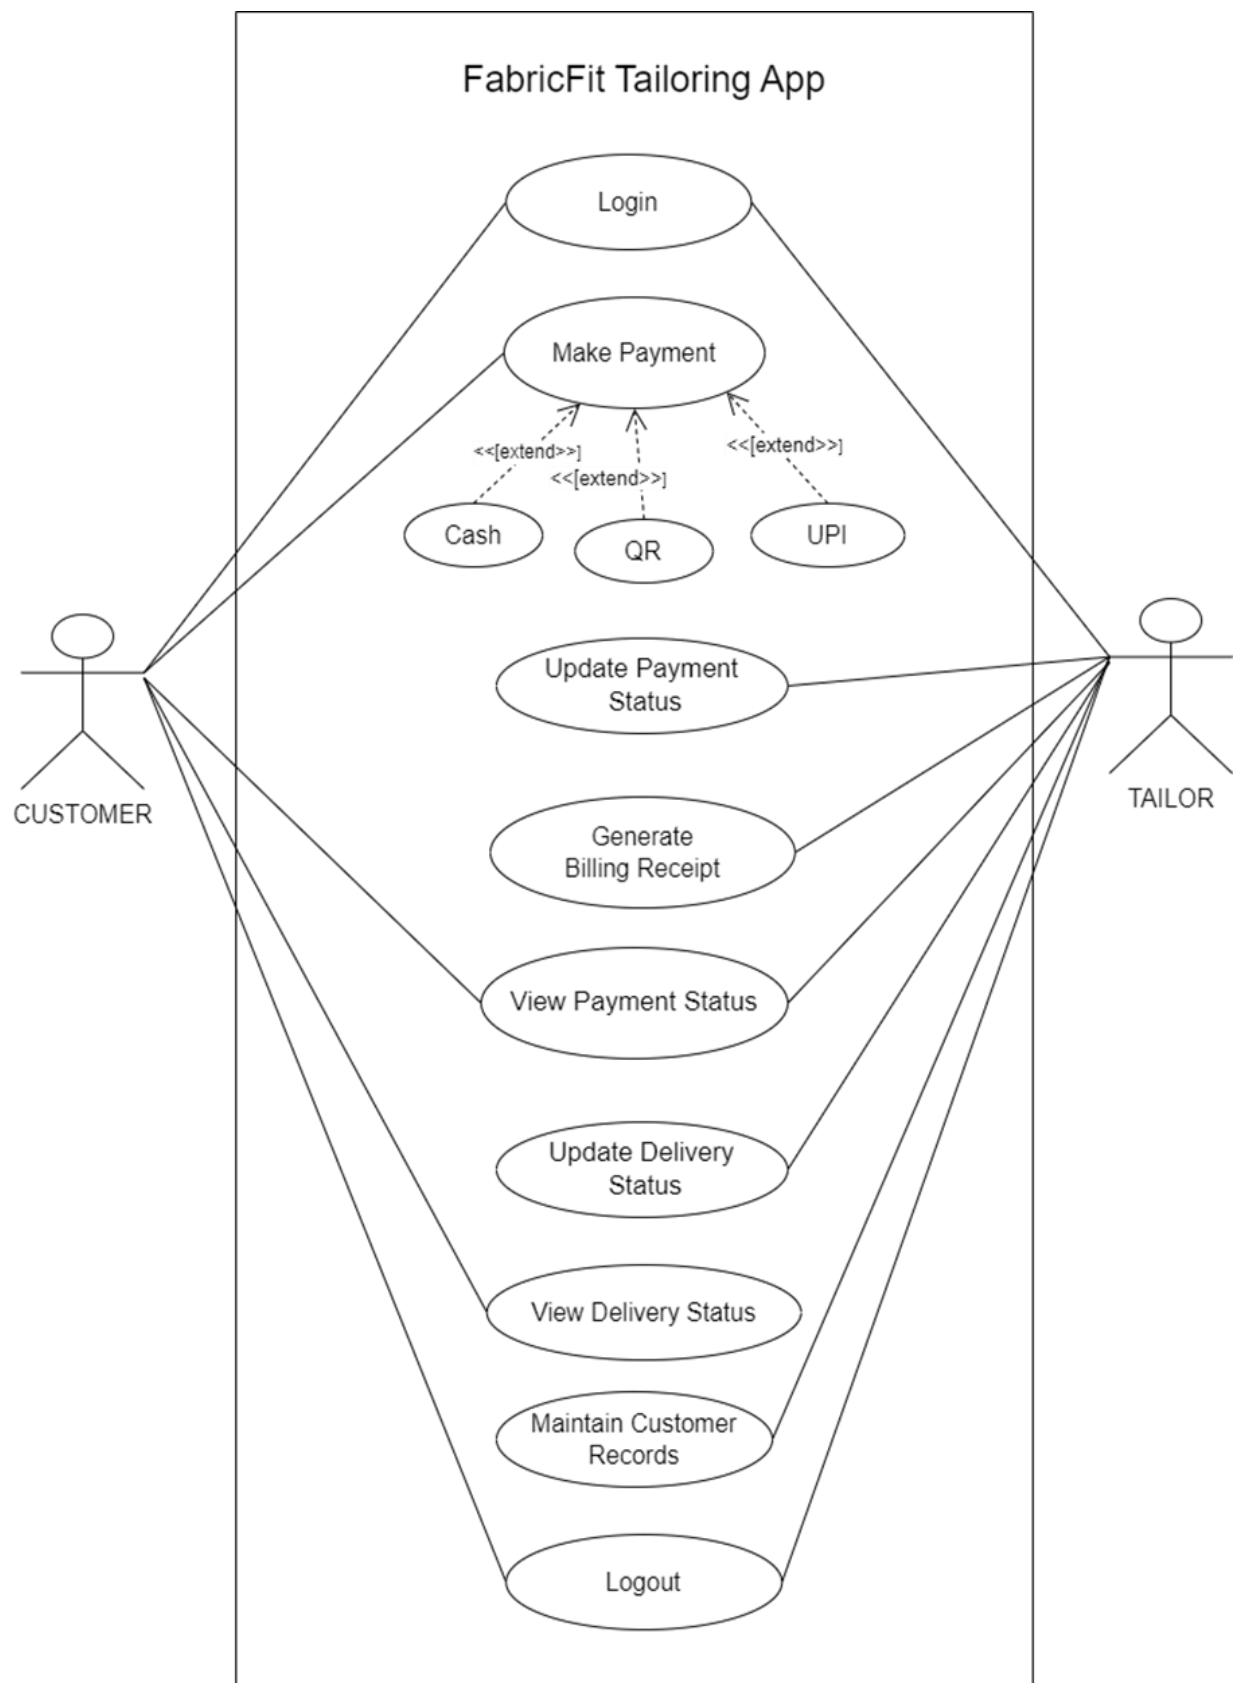 FabricFit Tailoring App
Login
Make Payment
<<[extend>>]
<<[extend>>]
<<[extend>>]
Cash
QR
UPI
Update Payment
Status
CUSTOMER
TAILOR
Generate
Billing Receipt
View Payment Status
Update Delivery
Status
View Delivery Status
Maintain Customer
Records
Logout